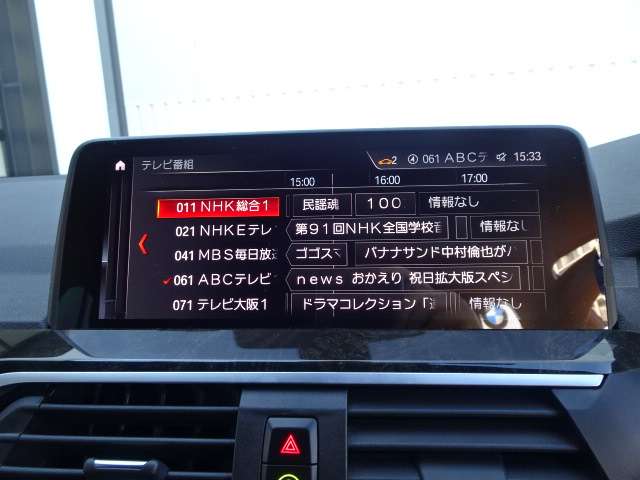 テレビ番組 2 ④ 061 ABCテ 15:33
15:00 16:00 17:00
011 NHK総合1 民謡魂 100 情報なし
021 NHKEテレ 第91回NHK全国学校音 情報な
041 MBS毎日放送 ゴゴスマ バナナサンド中村倫也が
✓061 ABCテレビ news おかえり 祝日拡大版スペシ
071 テレビ大阪1 ドラマコレクション「 情報なし